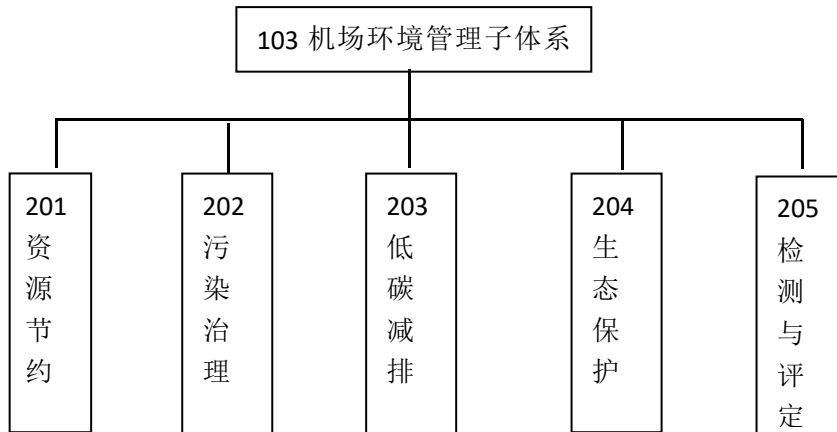 103 机场环境管理子体系
201
资源节约
202
污染治理
203
低碳减排
204
生态保护
205
检测与评定